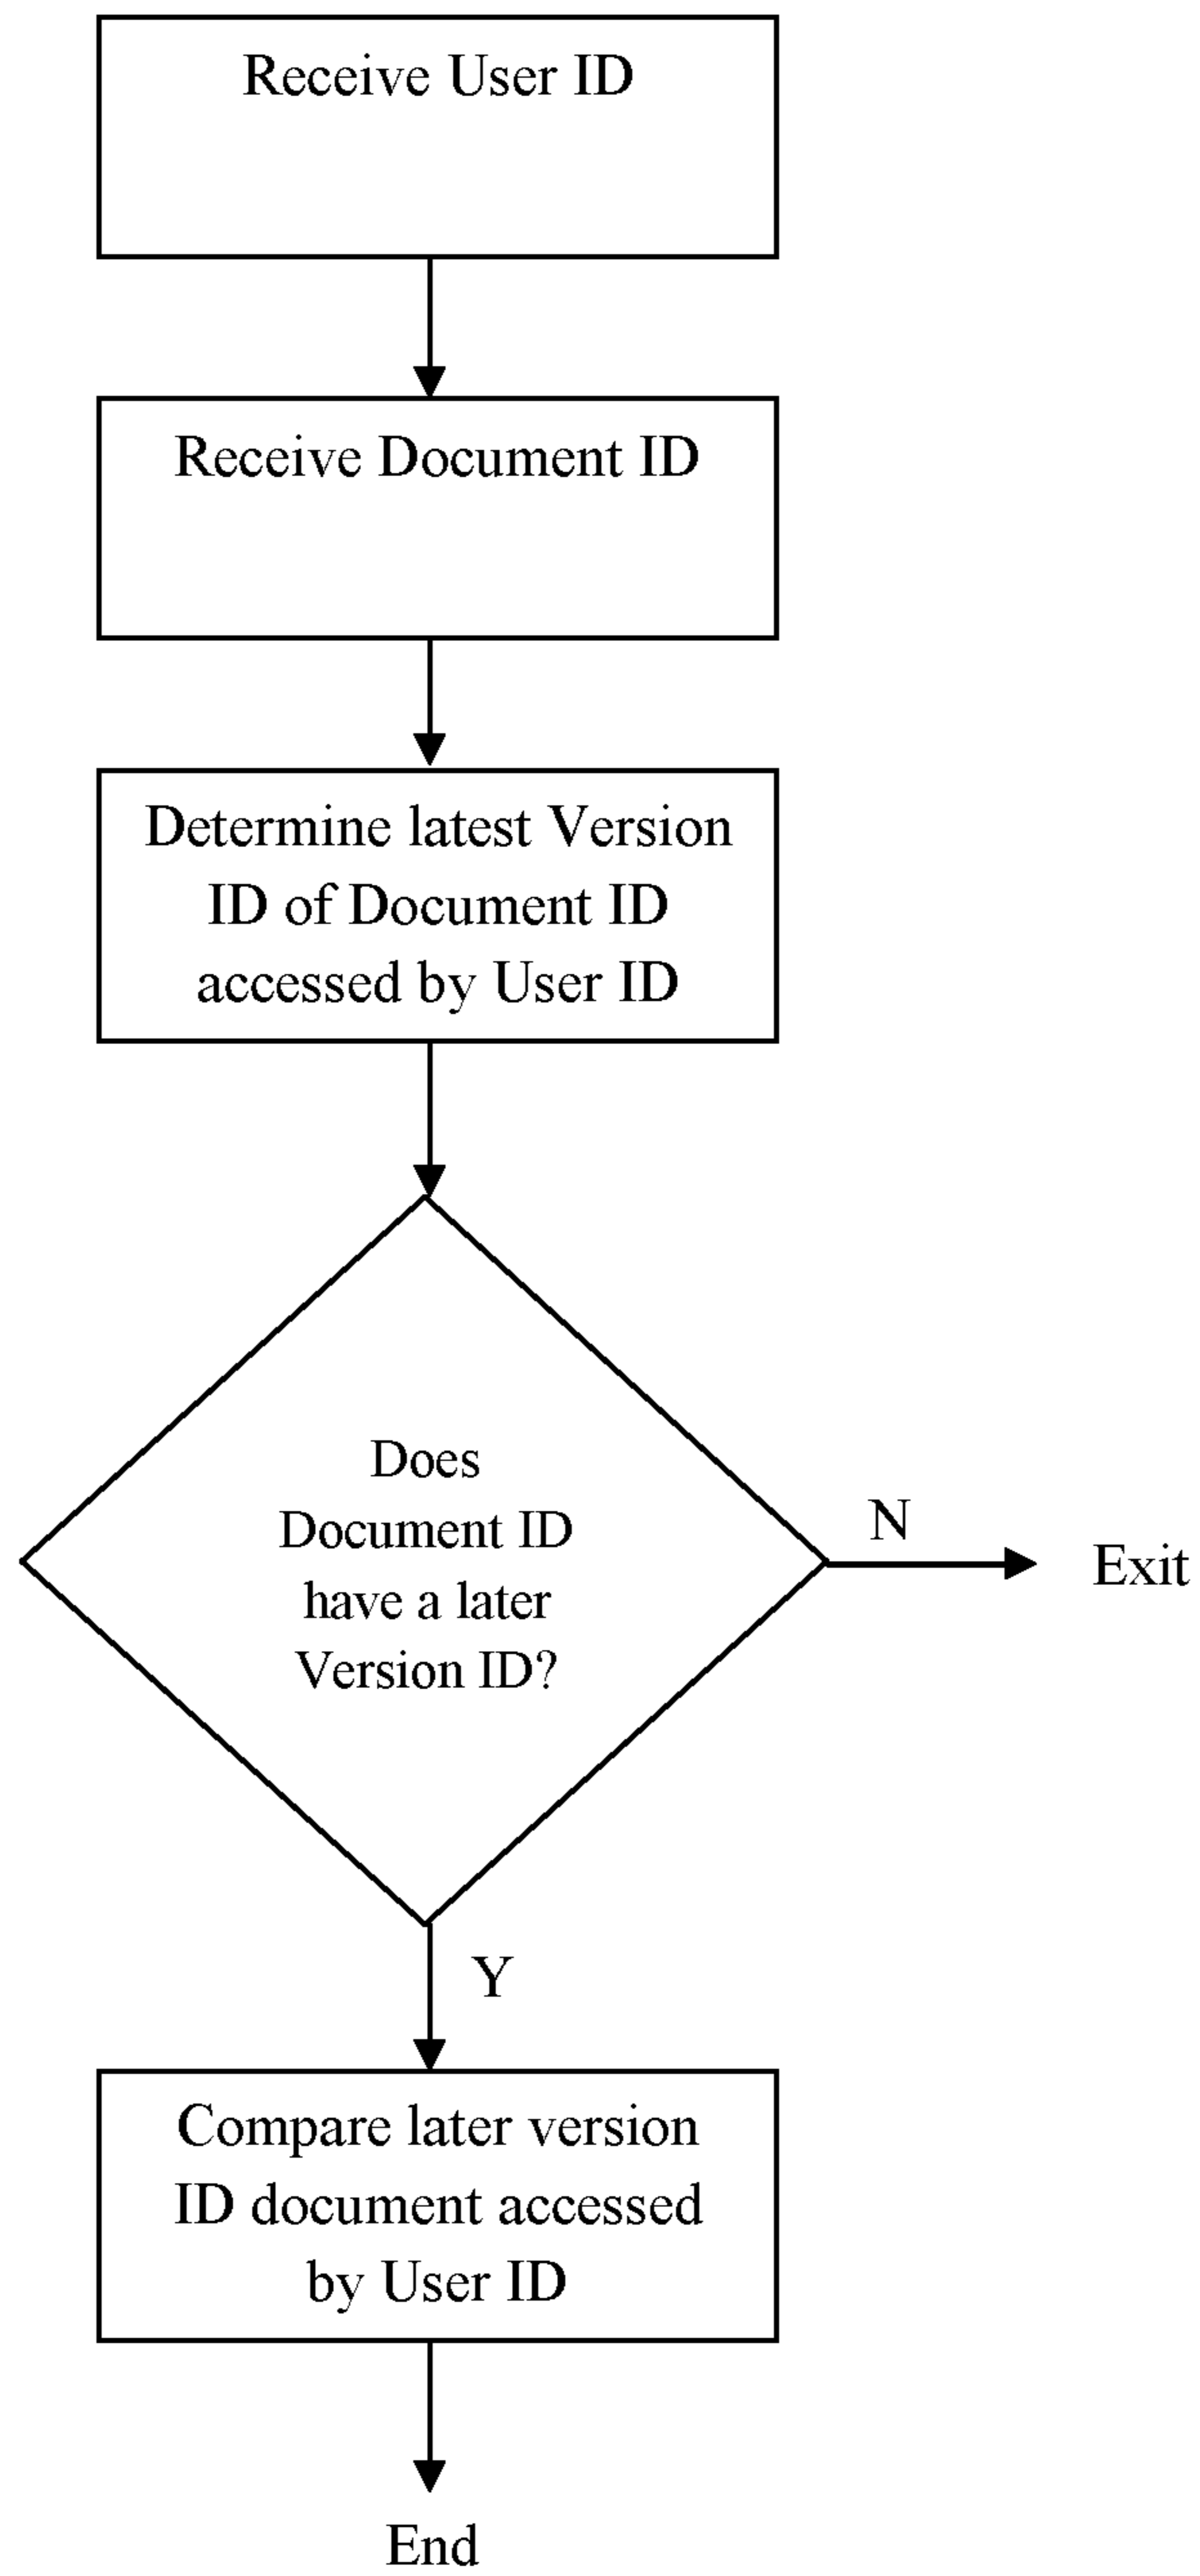 Receive User ID
Receive Document ID
Determine latest Version
ID of Document ID
accessed by User ID
Does
Document ID
have a later
Version ID?
N
Exit
Y
Compare later version
ID document accessed
by User ID
End